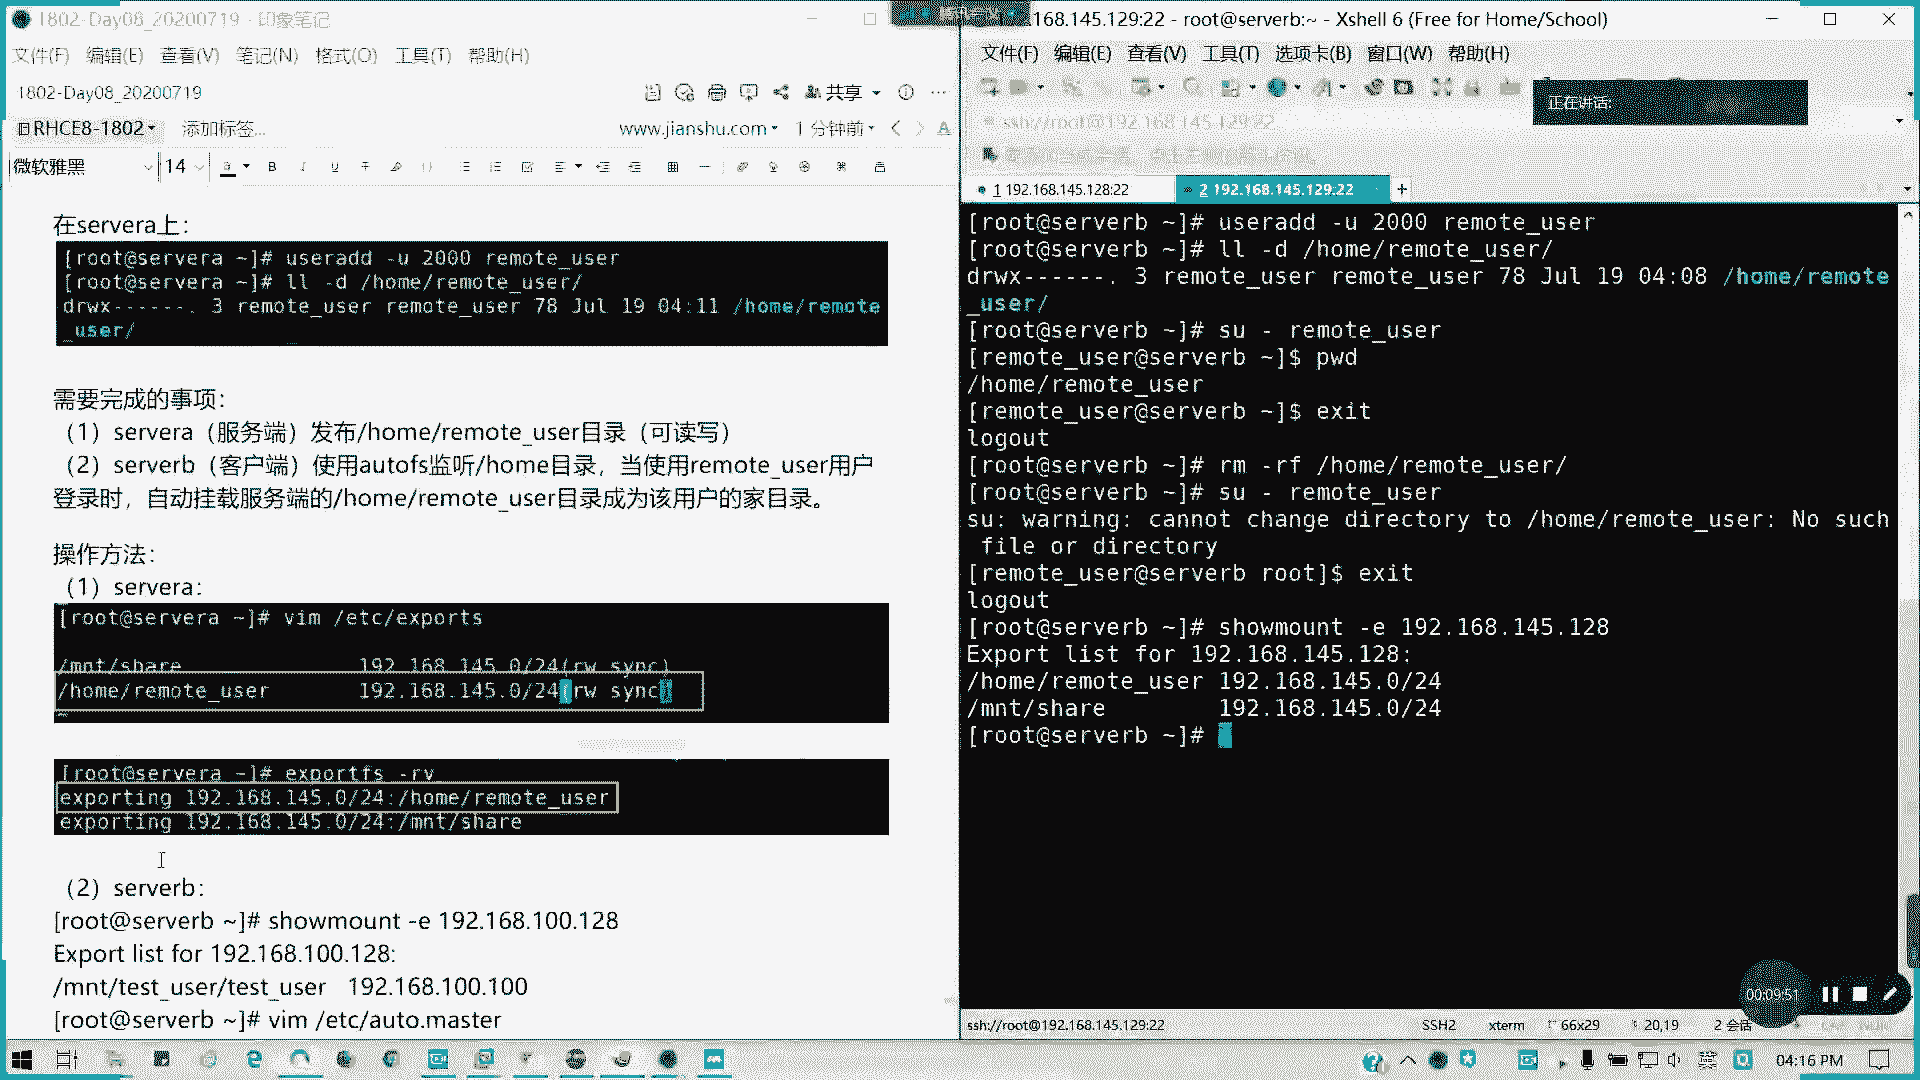 1802-Day08_20200719 - 印象笔记
文件(F) 编辑(E) 查看(V) 笔记(N) 格式(O) 工具(T) 帮助(H)
1802-Day08_20200719
共享
RHCE8-1802 添加标签...
www.jianshu.com 1 分钟前
微软雅黑 14
在servera上：
[root@servera ~]# useradd -u 2000 remote_user
[root@servera ~]# ll -d /home/remote_user/
drwx------. 3 remote_user remote_user 78 Jul 19 04:11 /home/remote
_user/
需要完成的事项：
（1）servera（服务端）发布/home/remote_user目录（可读写）
（2）serverb（客户端）使用autofs监听/home目录，当使用remote_user用户
登录时，自动挂载服务端的/home/remote_user目录成为该用户的家目录。
操作方法：
（1）servera：
[root@servera ~]# vim /etc/exports
/mnt/share 192.168.145.0/24(rw,sync)
/home/remote_user 192.168.145.0/24(rw,sync)
[root@servera ~]# exportfs -rv
exporting 192.168.145.0/24:/home/remote_user
exporting 192.168.145.0/24:/mnt/share
（2）serverb：
[root@serverb ~]# showmount -e 192.168.100.128
Export list for 192.168.100.128:
/mnt/test_user/test_user 192.168.100.100
[root@serverb ~]# vim /etc/auto.master
.168.145.129:22 - root@serverb:~ - Xshell 6 (Free for Home/School)
文件(F) 编辑(E) 查看(V) 工具(T) 选项卡(B) 窗口(W) 帮助(H)
正在讲话:
ssh://root@192.168.145.129:22
1 192.168.145.128:22
2 192.168.145.129:22
[root@serverb ~]# useradd -u 2000 remote_user
[root@serverb ~]# ll -d /home/remote_user/
drwx------. 3 remote_user remote_user 78 Jul 19 04:08 /home/remote
_user/
[root@serverb ~]# su - remote_user
[remote_user@serverb ~]$ pwd
/home/remote_user
[remote_user@serverb ~]$ exit
logout
[root@serverb ~]# rm -rf /home/remote_user/
[root@serverb ~]# su - remote_user
su: warning: cannot change directory to /home/remote_user: No such
file or directory
[remote_user@serverb root]$ exit
logout
[root@serverb ~]# showmount -e 192.168.145.128
Export list for 192.168.145.128:
/home/remote_user 192.168.145.0/24
/mnt/share 192.168.145.0/24
[root@serverb ~]#
00:09:51
ssh://root@192.168.145.129:22 SSH2 xterm 66x29 20,19 2 会话
英 04:16 PM